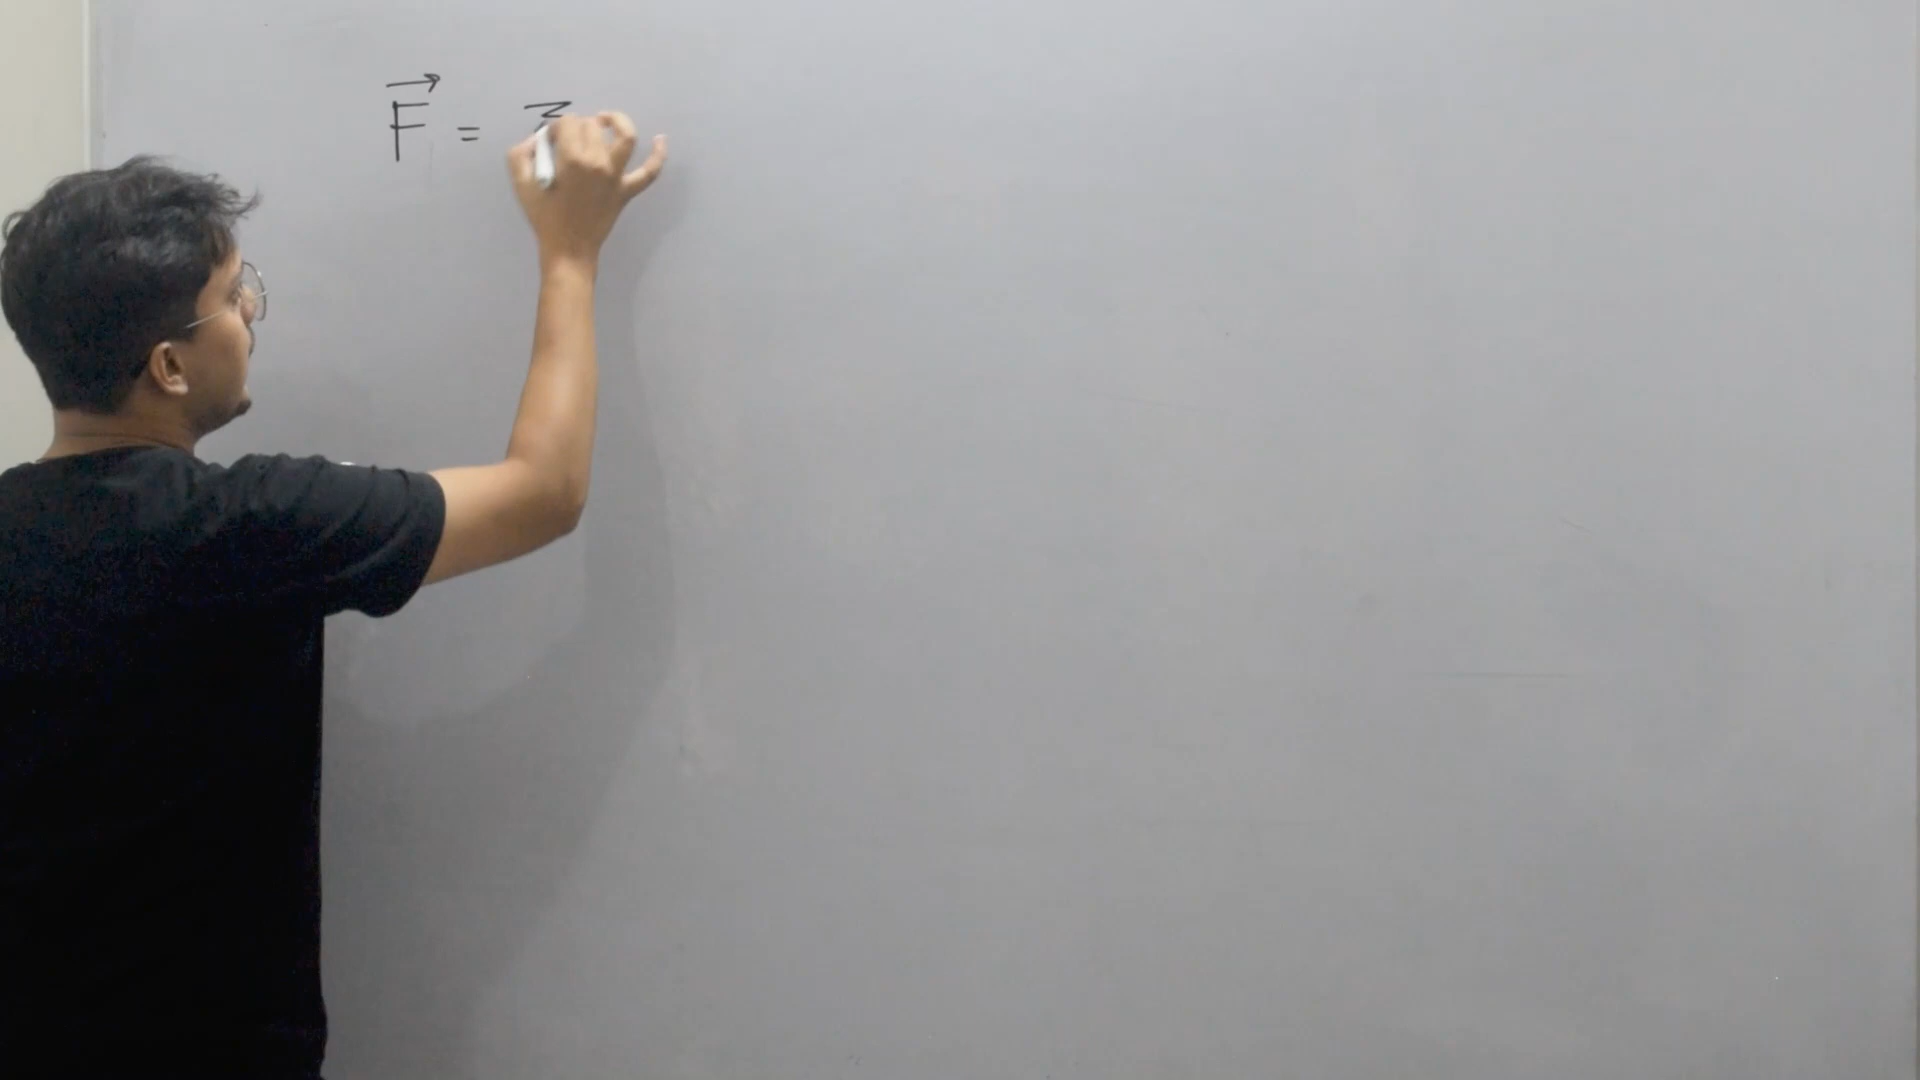 F⃗ =